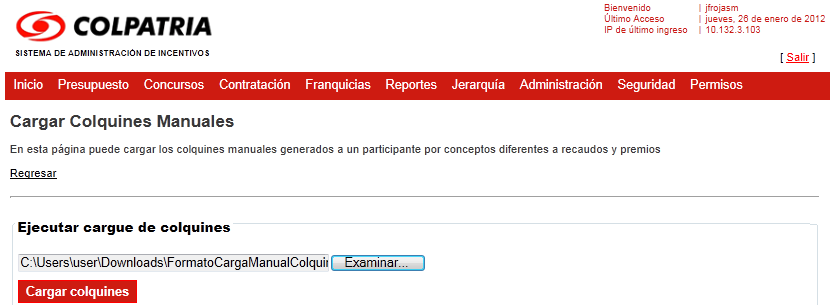 COLPATRIA
SISTEMA DE ADMINISTRACIÓN DE INCENTIVOS
Bienvenido | jfrojasm
Último Acceso | jueves, 26 de enero de 2012
IP de último ingreso | 10.132.3.103
[ Salir ]
Inicio Presupuesto Concursos Contratación Franquicias Reportes Jerarquía Administración Seguridad Permisos
Cargar Colquines Manuales
En esta página puede cargar los colquines manuales generados a un participante por conceptos diferentes a recaudos y premios
Regresar
Ejecutar cargue de colquines
C:\Users\user\Downloads\FormatoCargaManualColquin Examinar...
Cargar colquines